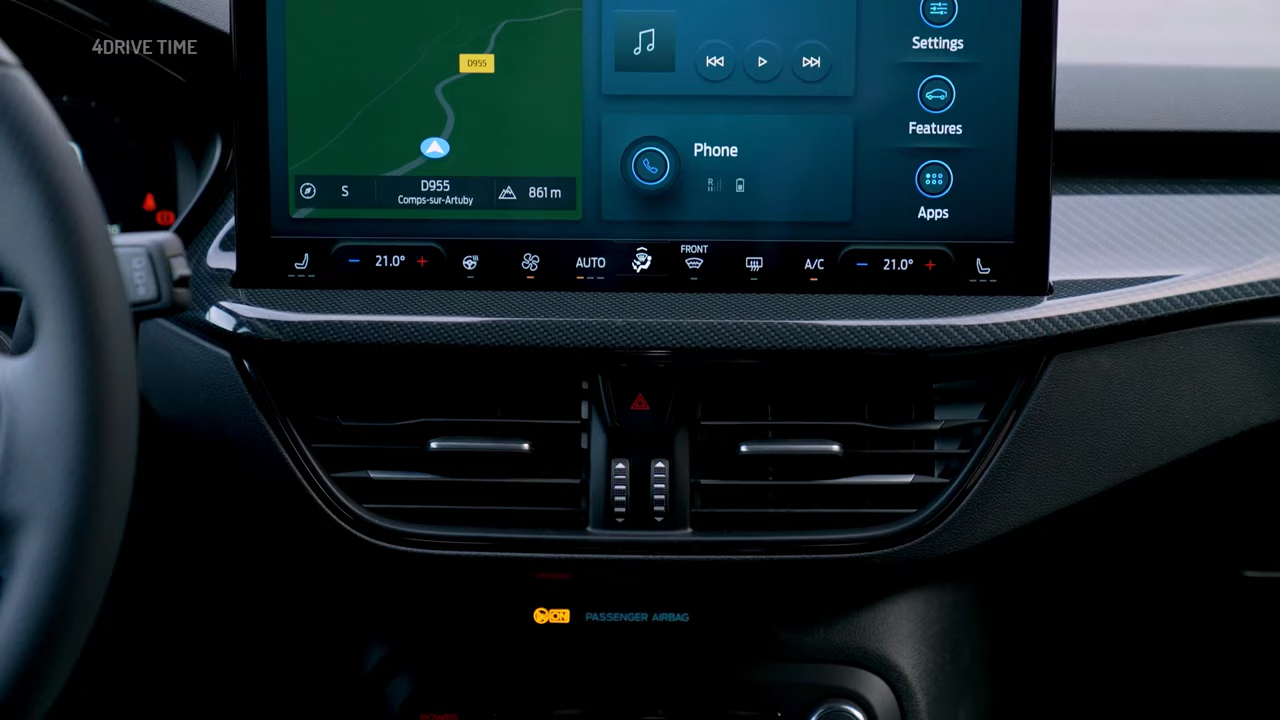 4DRIVE TIME
Settings
D955
Features
Phone
R
S
D955
Comps-sur-Artuby
861 m
Apps
21.0°
AUTO
FRONT
A/C
21.0°
ON
PASSENGER AIRBAG